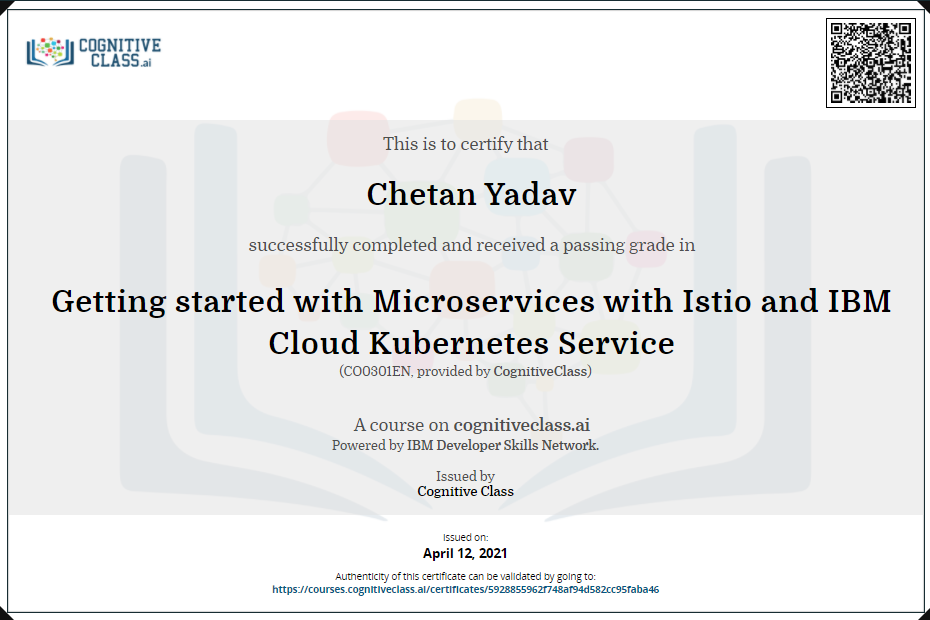 COGNITIVE
CLASS.ai
This is to certify that
Chetan Yadav
successfully completed and received a passing grade in
Getting started with Microservices with Istio and IBM
Cloud Kubernetes Service
(CO0301EN, provided by CognitiveClass)
A course on cognitiveclass.ai
Powered by IBM Developer Skills Network.
Issued by
Cognitive Class
Issued on:
April 12, 2021
Authenticity of this certificate can be validated by going to:
https://courses.cognitiveclass.ai/certificates/5928855962f748af94d582cc95faba46